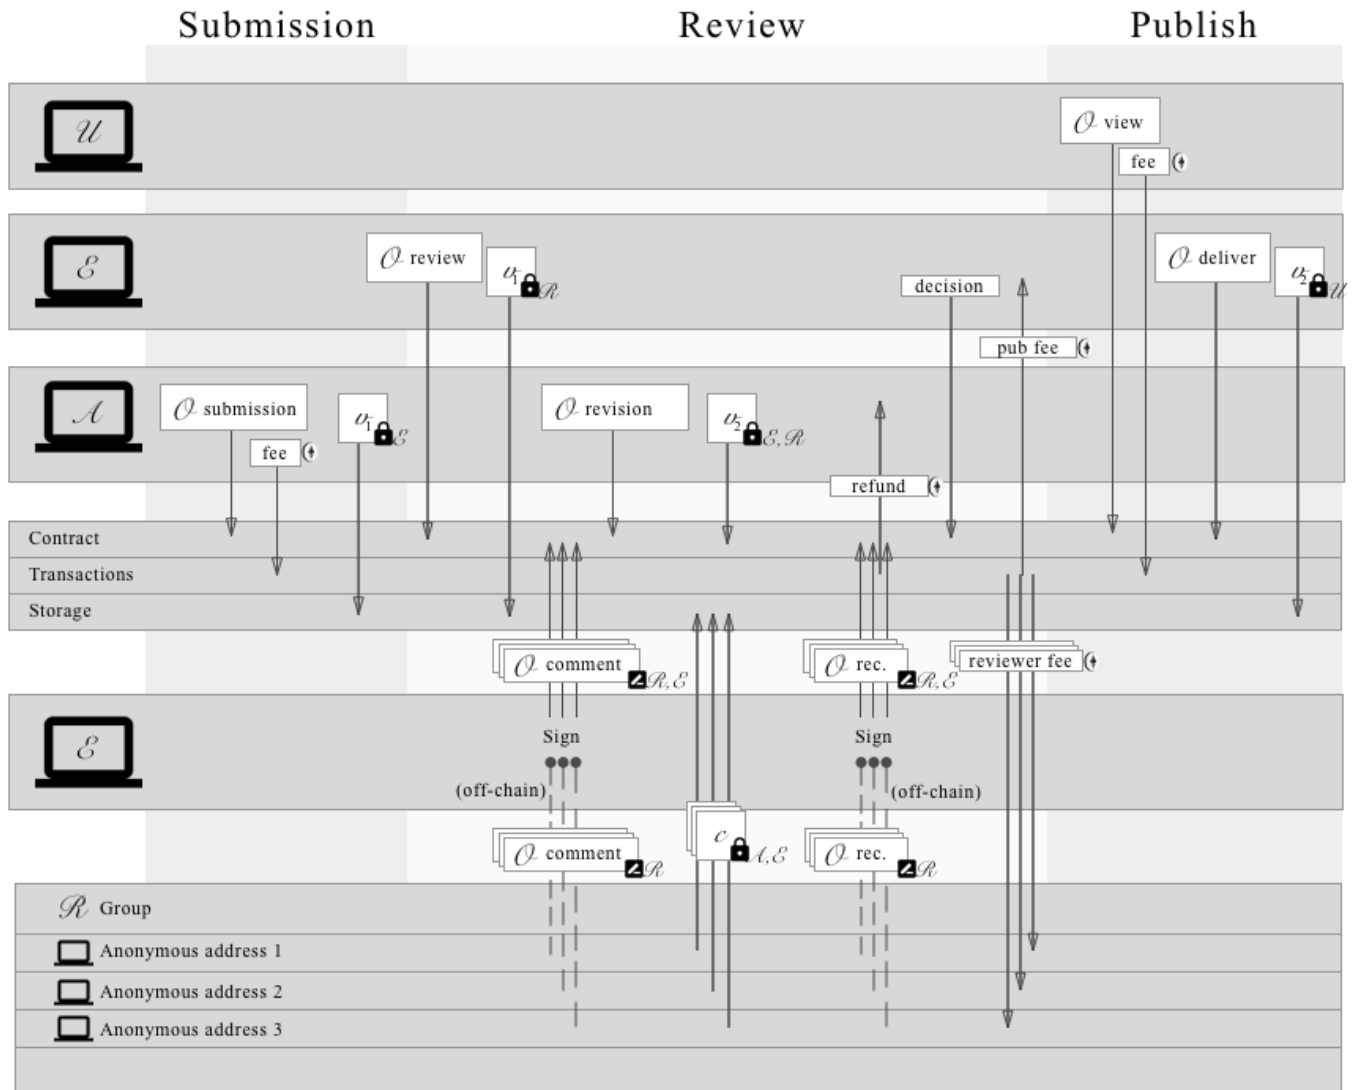 Submission Review Publish
𝒰
𝒪 view
fee
ℰ
𝒪 review
v1
ℛ
decision
𝒪 deliver
v2
𝒰
pub fee
𝒜
𝒪 submission
fee
v1
ℰ
𝒪 revision
v2
ℰ,ℛ
refund
Contract
Transactions
Storage
𝒪 comment
ℛ,ℰ
𝒪 rec.
ℛ,ℰ
reviewer fee
ℰ
Sign
Sign
(off-chain)
(off-chain)
𝒪 comment
ℛ
c
𝒜,ℰ
𝒪 rec.
ℛ
ℛ Group
Anonymous address 1
Anonymous address 2
Anonymous address 3